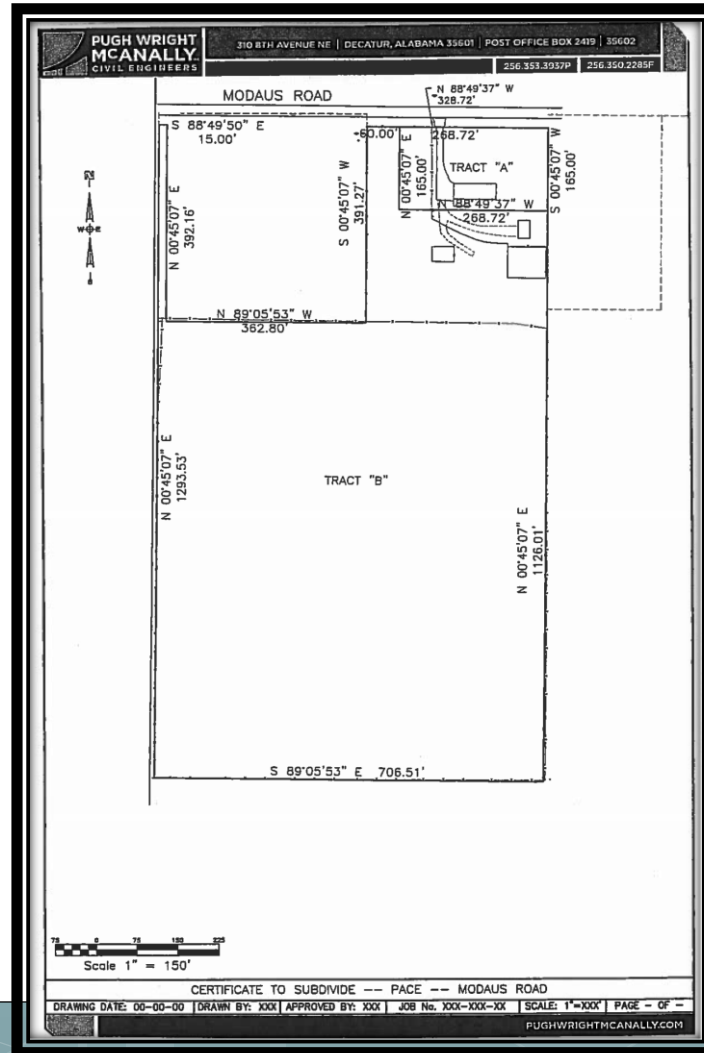 PUGH WRIGHT
MCANALLY
CIVIL ENGINEERS
310 8TH AVENUE NE | DECATUR, ALABAMA 35601 | POST OFFICE BOX 2419 | 35602
256.353.3937P | 256.350.2285F
MODAUS ROAD
N 88°49'37" W
328.72'
S 88°49'50" E
15.00'
60.00'
268.72'
TRACT "A"
N 00°45'07" E
165.00'
S 00°45'07" W
165.00'
N 88°49'37" W
268.72'
N 00°45'07" E
392.16'
S 00°45'07" W
391.27'
W E
N 89°05'53" W
362.80'
N 00°45'07" E
1293.53'
TRACT "B"
N 00°45'07" E
1126.01'
S 89°05'53" E 706.51'
75 0 75 150 225
Scale 1" = 150'
CERTIFICATE TO SUBDIVIDE -- PACE -- MODAUS ROAD
DRAWING DATE: 00-00-00 | DRAWN BY: XXX | APPROVED BY: XXX | JOB No. XXX-XXX-XX | SCALE: 1"=XXX' | PAGE - OF -
PUGHWRIGHTMCANALLY.COM